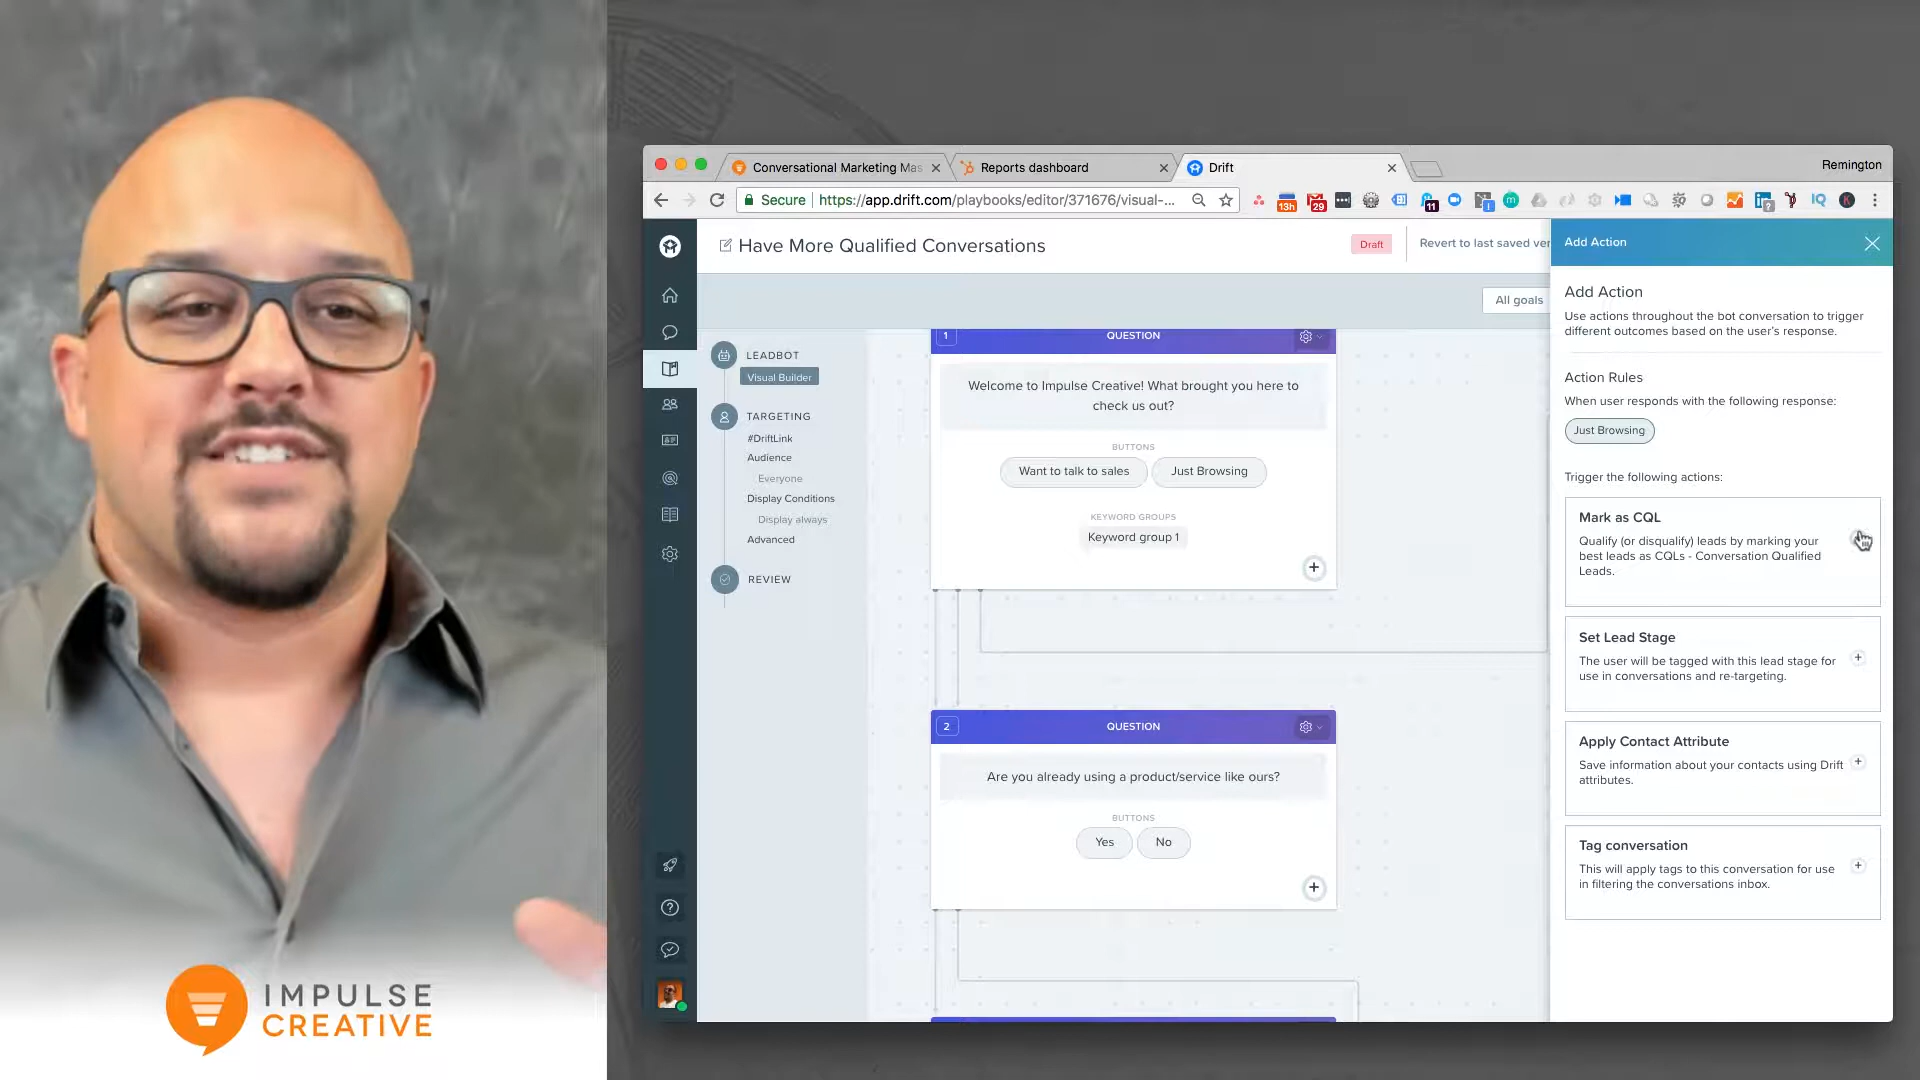 IMPULSE
CREATIVE
Conversational Marketing Mas
Reports dashboard
Drift
Remington
Secure
https://app.drift.com/playbooks/editor/371676/visual-...
13h
29
11
IQ
K
Have More Qualified Conversations
Draft
Revert to last saved ver
All goals
LEADBOT
Visual Builder
TARGETING
#DriftLink
Audience
Everyone
Display Conditions
Display always
Advanced
REVIEW
1
QUESTION
Welcome to Impulse Creative! What brought you here to
check us out?
BUTTONS
Want to talk to sales
Just Browsing
KEYWORD GROUPS
Keyword group 1
2
QUESTION
Are you already using a product/service like ours?
BUTTONS
Yes
No
Add Action
Add Action
Use actions throughout the bot conversation to trigger
different outcomes based on the user's response.
Action Rules
When user responds with the following response:
Just Browsing
Trigger the following actions:
Mark as CQL
Qualify (or disqualify) leads by marking your
best leads as CQLs - Conversation Qualified
Leads.
Set Lead Stage
The user will be tagged with this lead stage for
use in conversations and re-targeting.
Apply Contact Attribute
Save information about your contacts using Drift
attributes.
Tag conversation
This will apply tags to this conversation for use
in filtering the conversations inbox.